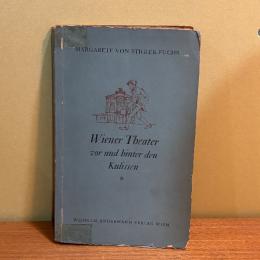 MARGARETE VON STIGLER-FUCHS
Wiener Theater
vor und hinter den
Kulissen
WILHELM ANDERMANN VERLAG WIEN